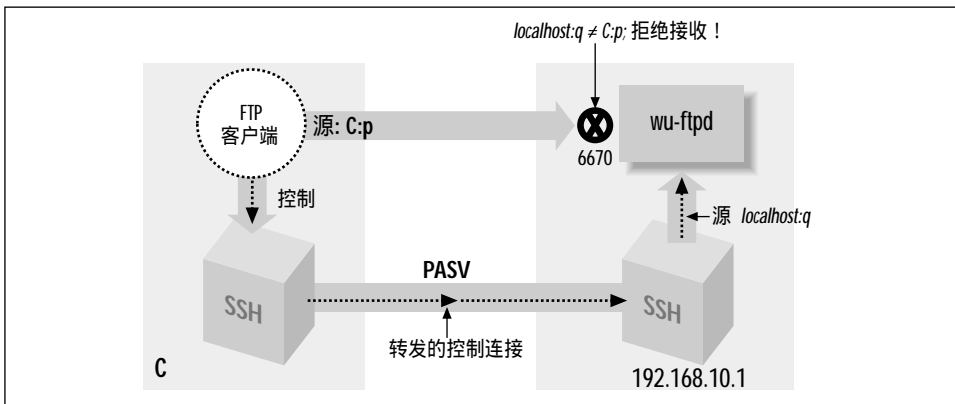 localhost:q ≠ C:p; 拒绝接收！
FTP
客户端
源: C:p
wu-ftpd
6670
控制
源 localhost:q
PASV
SSH
SSH
转发的控制连接
C
192.168.10.1